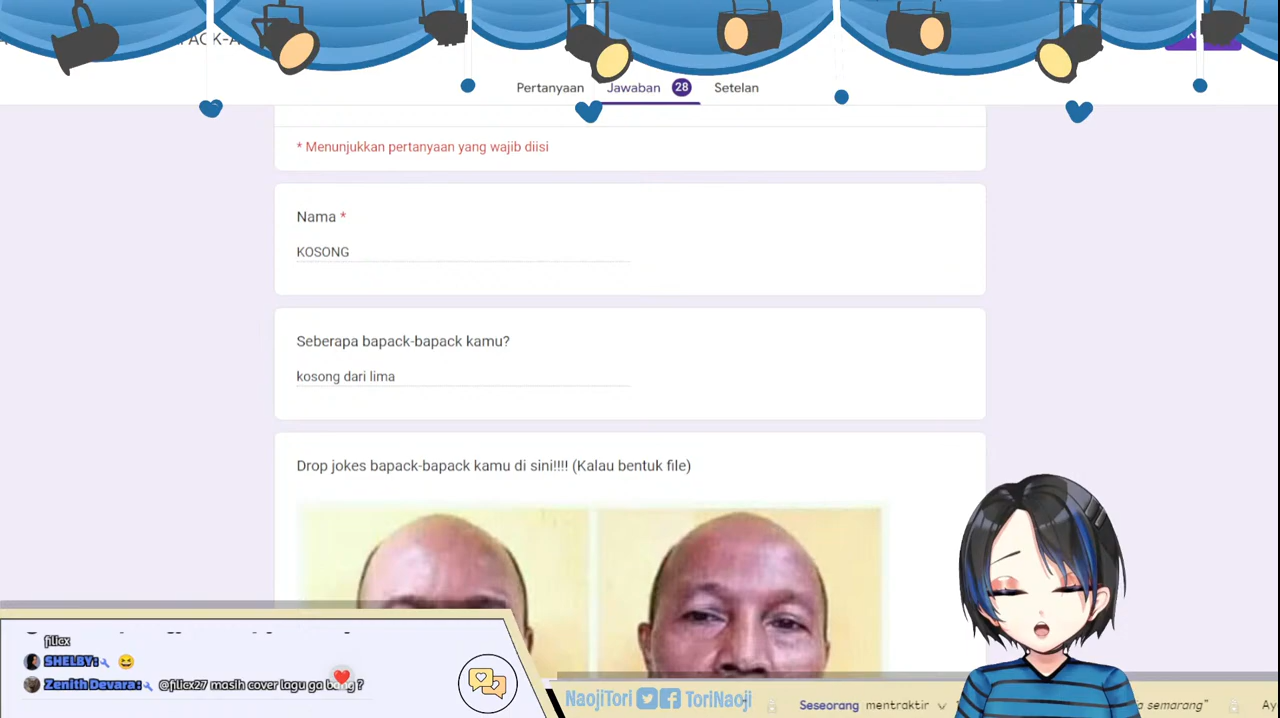 Pertanyaan Jawaban 28 Setelan
* Menunjukkan pertanyaan yang wajib diisi
Nama *
KOSONG
Seberapa bapack-bapack kamu?
kosong dari lima
Drop jokes bapack-bapack kamu di sini!!!! (Kalau bentuk file)
filicx
SHELBY:
Zenith Devara: @filicx27 masih cover lagu ga bang ?
NaojiTori ToriNaoji
Seseorang mentraktir
semarang"